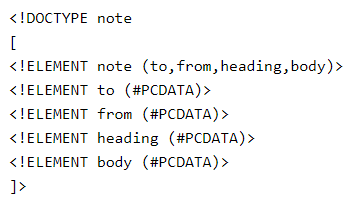 <!DOCTYPE note
[
<!ELEMENT note (to,from,heading,body)>
<!ELEMENT to (#PCDATA)>
<!ELEMENT from (#PCDATA)>
<!ELEMENT heading (#PCDATA)>
<!ELEMENT body (#PCDATA)>
]>